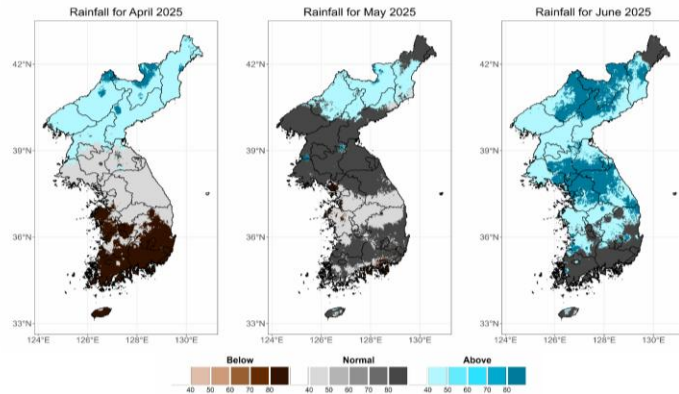 Rainfall for April 2025
Rainfall for May 2025
Rainfall for June 2025
42°N
39°N
36°N
33°N
124°E 126°E 128°E 130°E
42°N
39°N
36°N
33°N
124°E 126°E 128°E 130°E
42°N
39°N
36°N
33°N
124°E 126°E 128°E 130°E
Below Normal Above
40 50 60 70 80 40 50 60 70 80 40 50 60 70 80